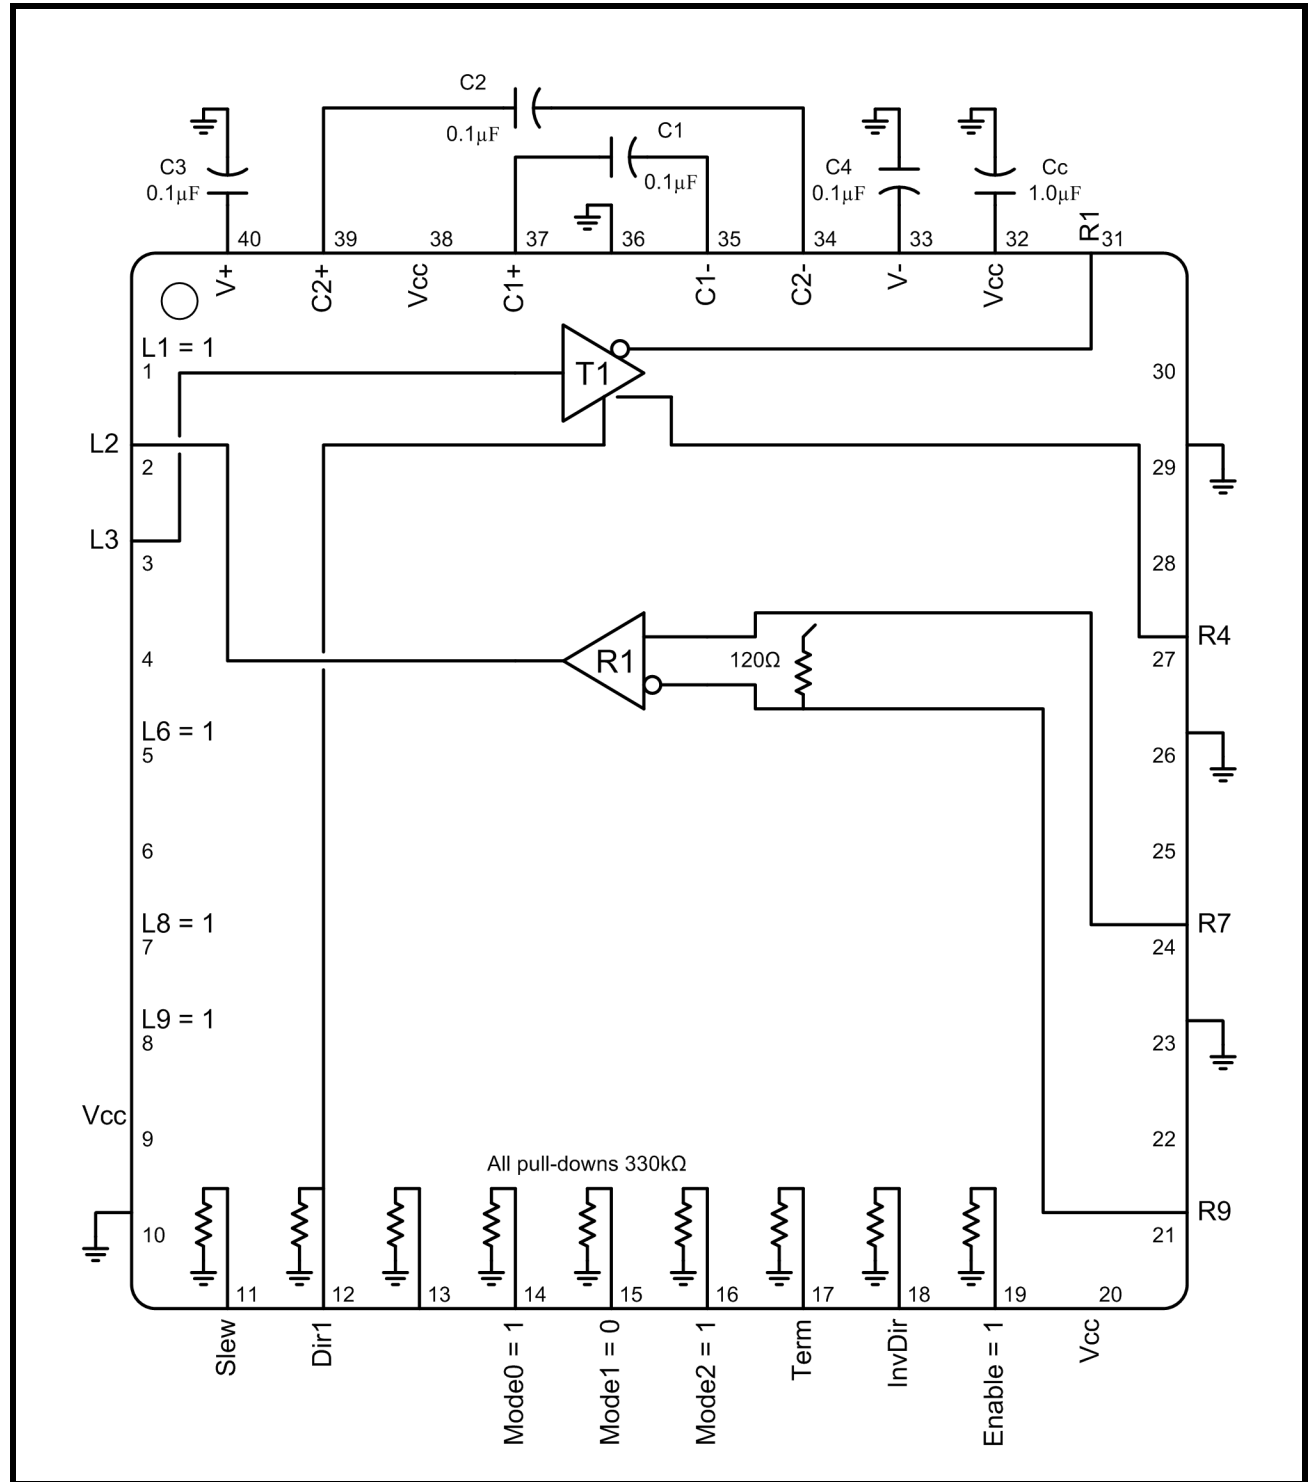 C2
0.1µF
C1
0.1µF
C3
0.1µF
C4
0.1µF
Cc
1.0µF
R1
40
39
38
37
36
35
34
33
32
31
V+
C2+
Vcc
C1+
C1-
C2-
V-
Vcc
L1 = 1
1
T1
30
L2
2
29
L3
3
28
R4
R1
120Ω
4
27
L6 = 1
5
26
6
25
L8 = 1
R7
7
24
L9 = 1
8
23
Vcc
9
22
All pull-downs 330kΩ
R9
10
21
11
12
13
14
15
16
17
18
19
20
Slew
Dir1
Mode0 = 1
Mode1 = 0
Mode2 = 1
Term
InvDir
Enable = 1
Vcc